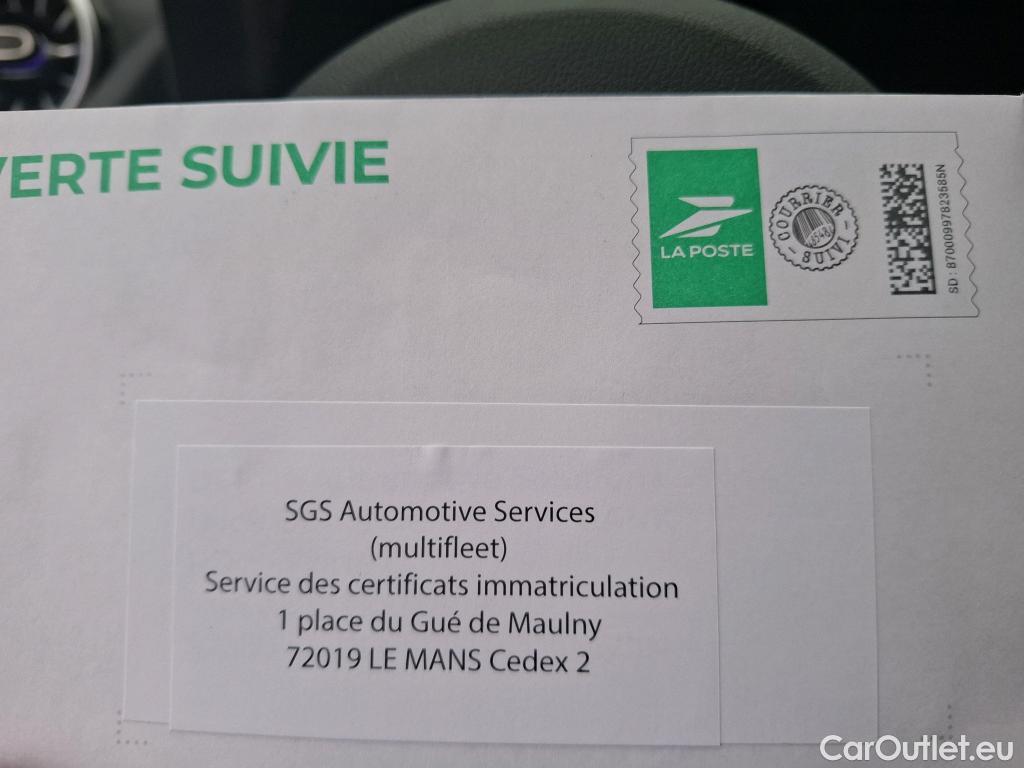 VERTE SUIVIE
LA POSTE
COURRIER
SUIVI
SD : 87000997823585N
SGS Automotive Services
(multifleet)
Service des certificats immatriculation
1 place du Gué de Maulny
72019 LE MANS Cedex 2
CarOutlet.eu